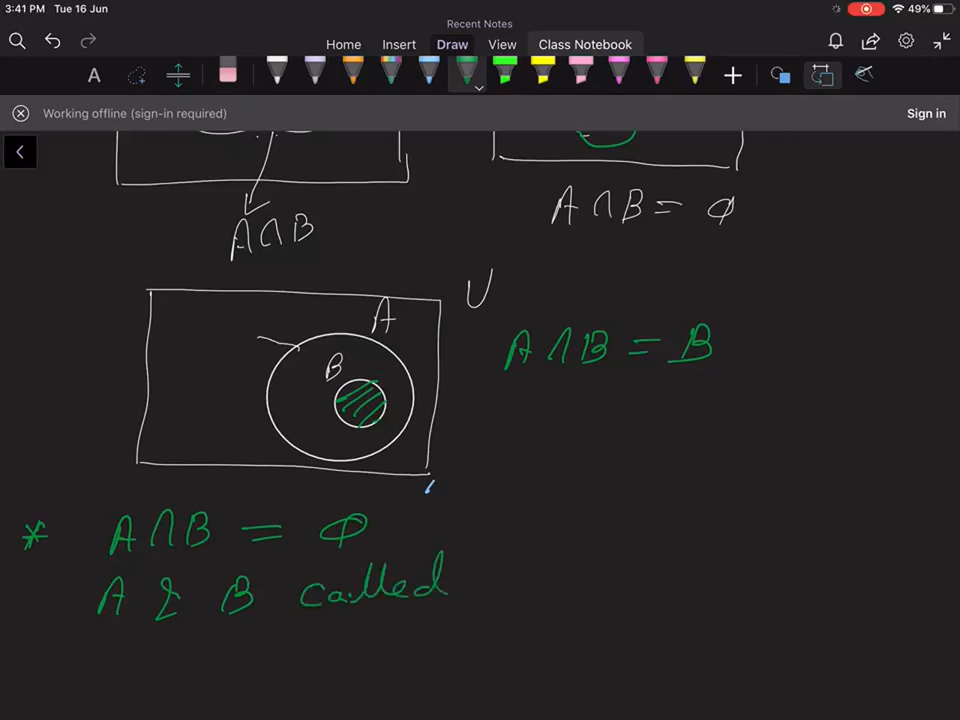 3:41 PM Tue 16 Jun
49%
Recent Notes
Home Insert Draw View Class Notebook
A
Working offline (sign-in required) Sign in
A∩B
A∩B = Φ
U
A
B
A∩B = B
* A∩B = Φ
A & B called